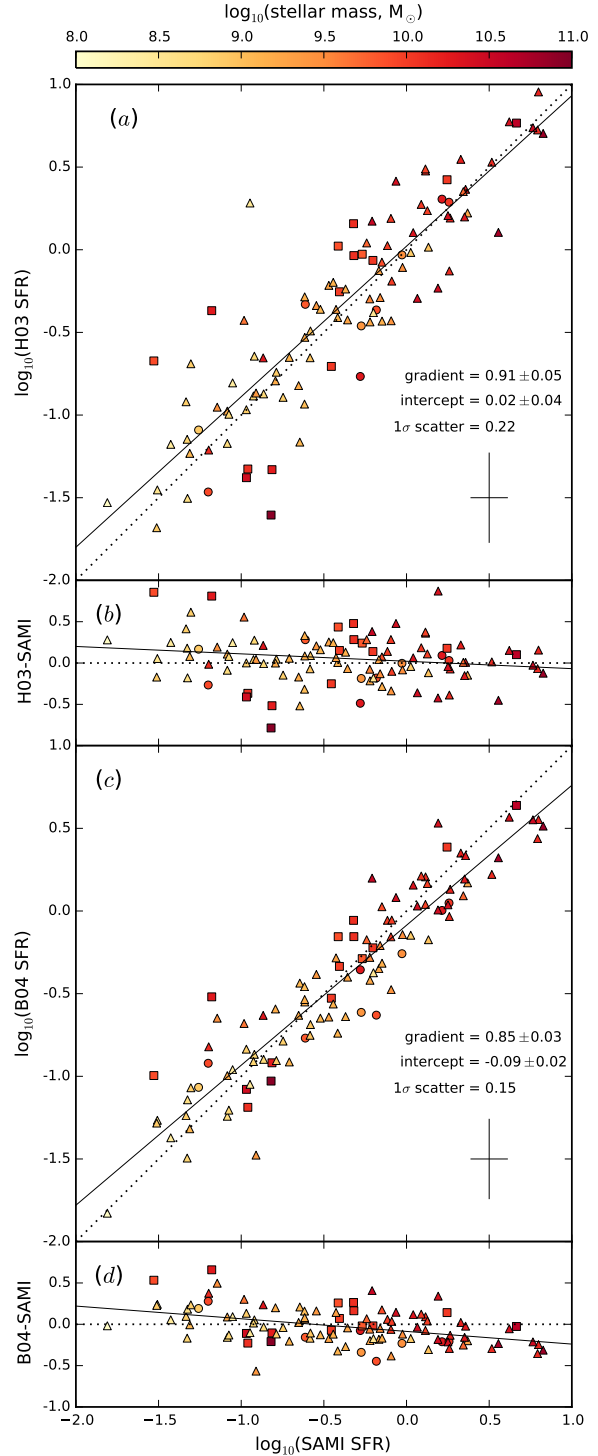 log₁₀(stellar mass, M⊙)
8.0 8.5 9.0 9.5 10.0 10.5 11.0
(a)
1.0
0.5
0.0
-0.5
-1.0
-1.5
-2.0
log₁₀(H03 SFR)
gradient = 0.91 ±0.05
intercept = 0.02 ±0.04
1σ scatter = 0.22
(b)
0.5
0.0
-0.5
H03-SAMI
(c)
1.0
0.5
0.0
-0.5
-1.0
-1.5
-2.0
log₁₀(B04 SFR)
gradient = 0.85 ±0.03
intercept = -0.09 ±0.02
1σ scatter = 0.15
(d)
0.5
0.0
-0.5
-1.0
B04-SAMI
-2.0 -1.5 -1.0 -0.5 0.0 0.5 1.0
log₁₀(SAMI SFR)